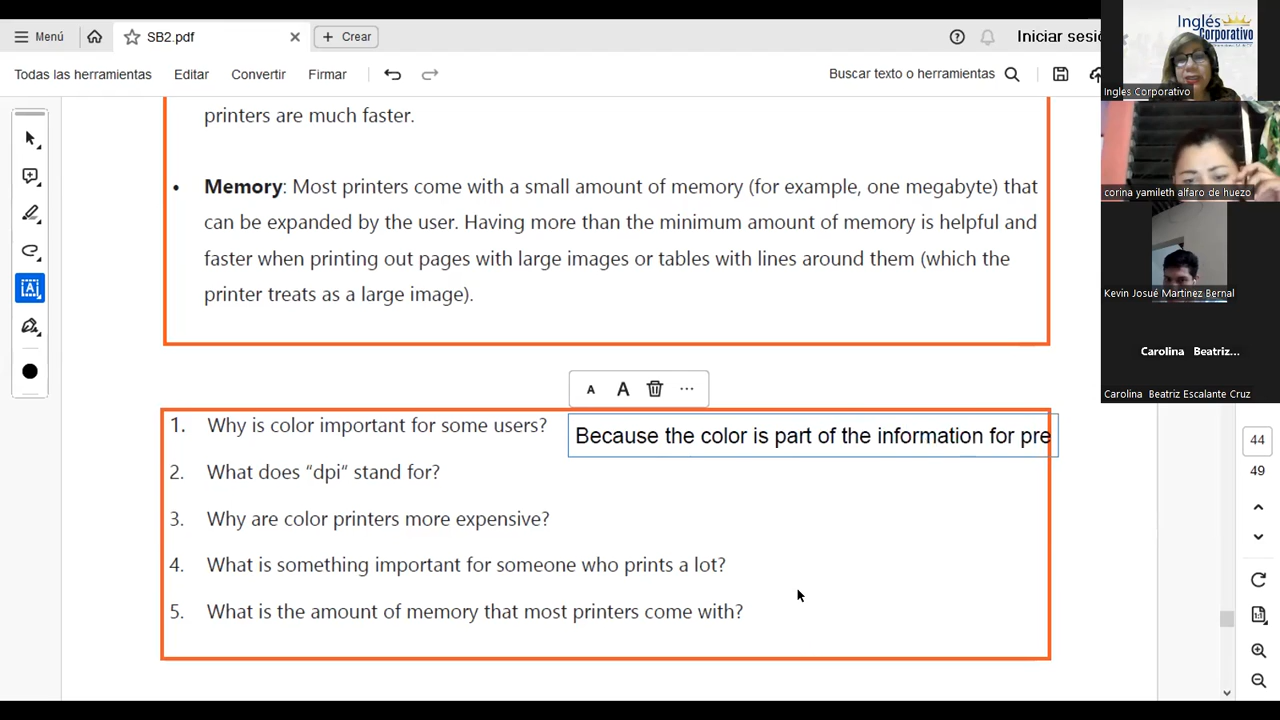 Menú
SB2.pdf
Crear
Iniciar sesió
Todas las herramientas
Editar
Convertir
Firmar
Buscar texto o herramientas
printers are much faster.
• Memory: Most printers come with a small amount of memory (for example, one megabyte) that
can be expanded by the user. Having more than the minimum amount of memory is helpful and
faster when printing out pages with large images or tables with lines around them (which the
printer treats as a large image).
A A ...
1. Why is color important for some users?
Because the color is part of the information for pre
2. What does “dpi“ stand for?
3. Why are color printers more expensive?
4. What is something important for someone who prints a lot?
5. What is the amount of memory that most printers come with?
44
49
1:1
Inglés
Corporativo
Ingles Corporativo
corina yamileth alfaro de huezo
Kevin Josué Martinez Bernal
Carolina Beatriz...
Carolina Beatriz Escalante Cruz